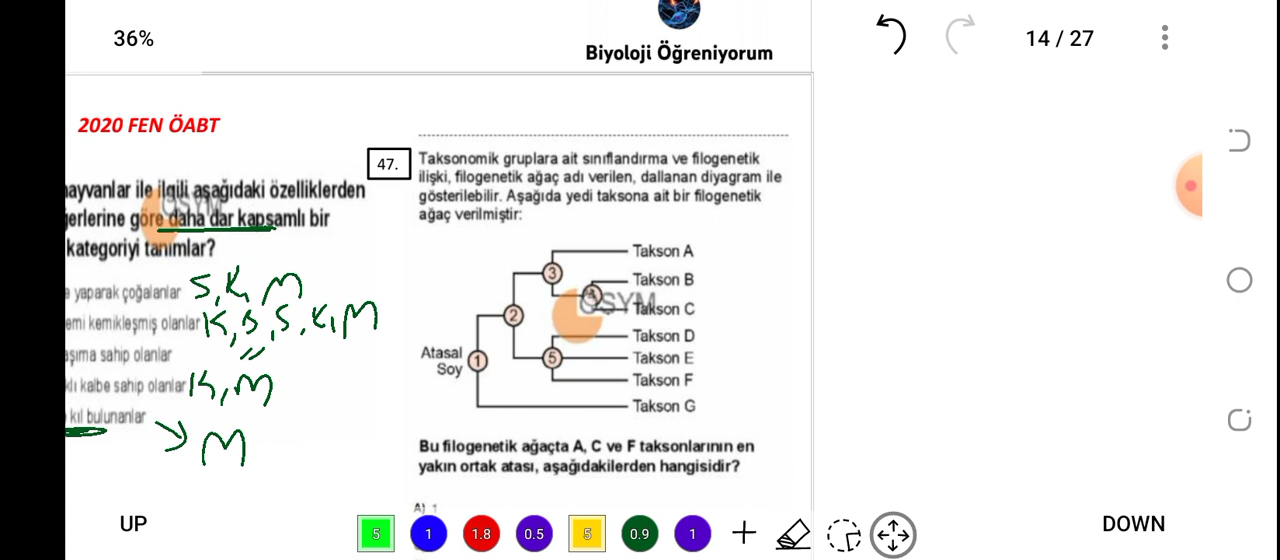 36%
Biyoloji Öğreniyorum
14 / 27
2020 FEN ÖABT
hayvanlar ile ilgili aşağıdaki özelliklerden
göre daha dar kapsamlı bir
kategoriyi tanımlar?
yaparak çoğalanlar S, K, M
kemikleşmiş olanlar K, B, S, K, M
sahip olanlar
kalbe sahip olanlar K, M
kıl bulunanlar
M
47.
Taksonomik gruplara ait sınıflandırma ve filogenetik
ilişki, filogenetik ağaç adı verilen, dallanan diyagram ile
gösterilebilir. Aşağıda yedi taksona ait bir filogenetik
ağaç verilmiştir:
Takson A
3
Takson B
4
Takson C
2
Takson D
Atasal
Soy
1
5
Takson E
Takson F
Takson G
ÖSYM
Bu filogenetik ağaçta A, C ve F taksonlarının en
yakın ortak atası, aşağıdakilerden hangisidir?
A) 1
UP
5
1
1.8
0.5
5
0.9
1
DOWN